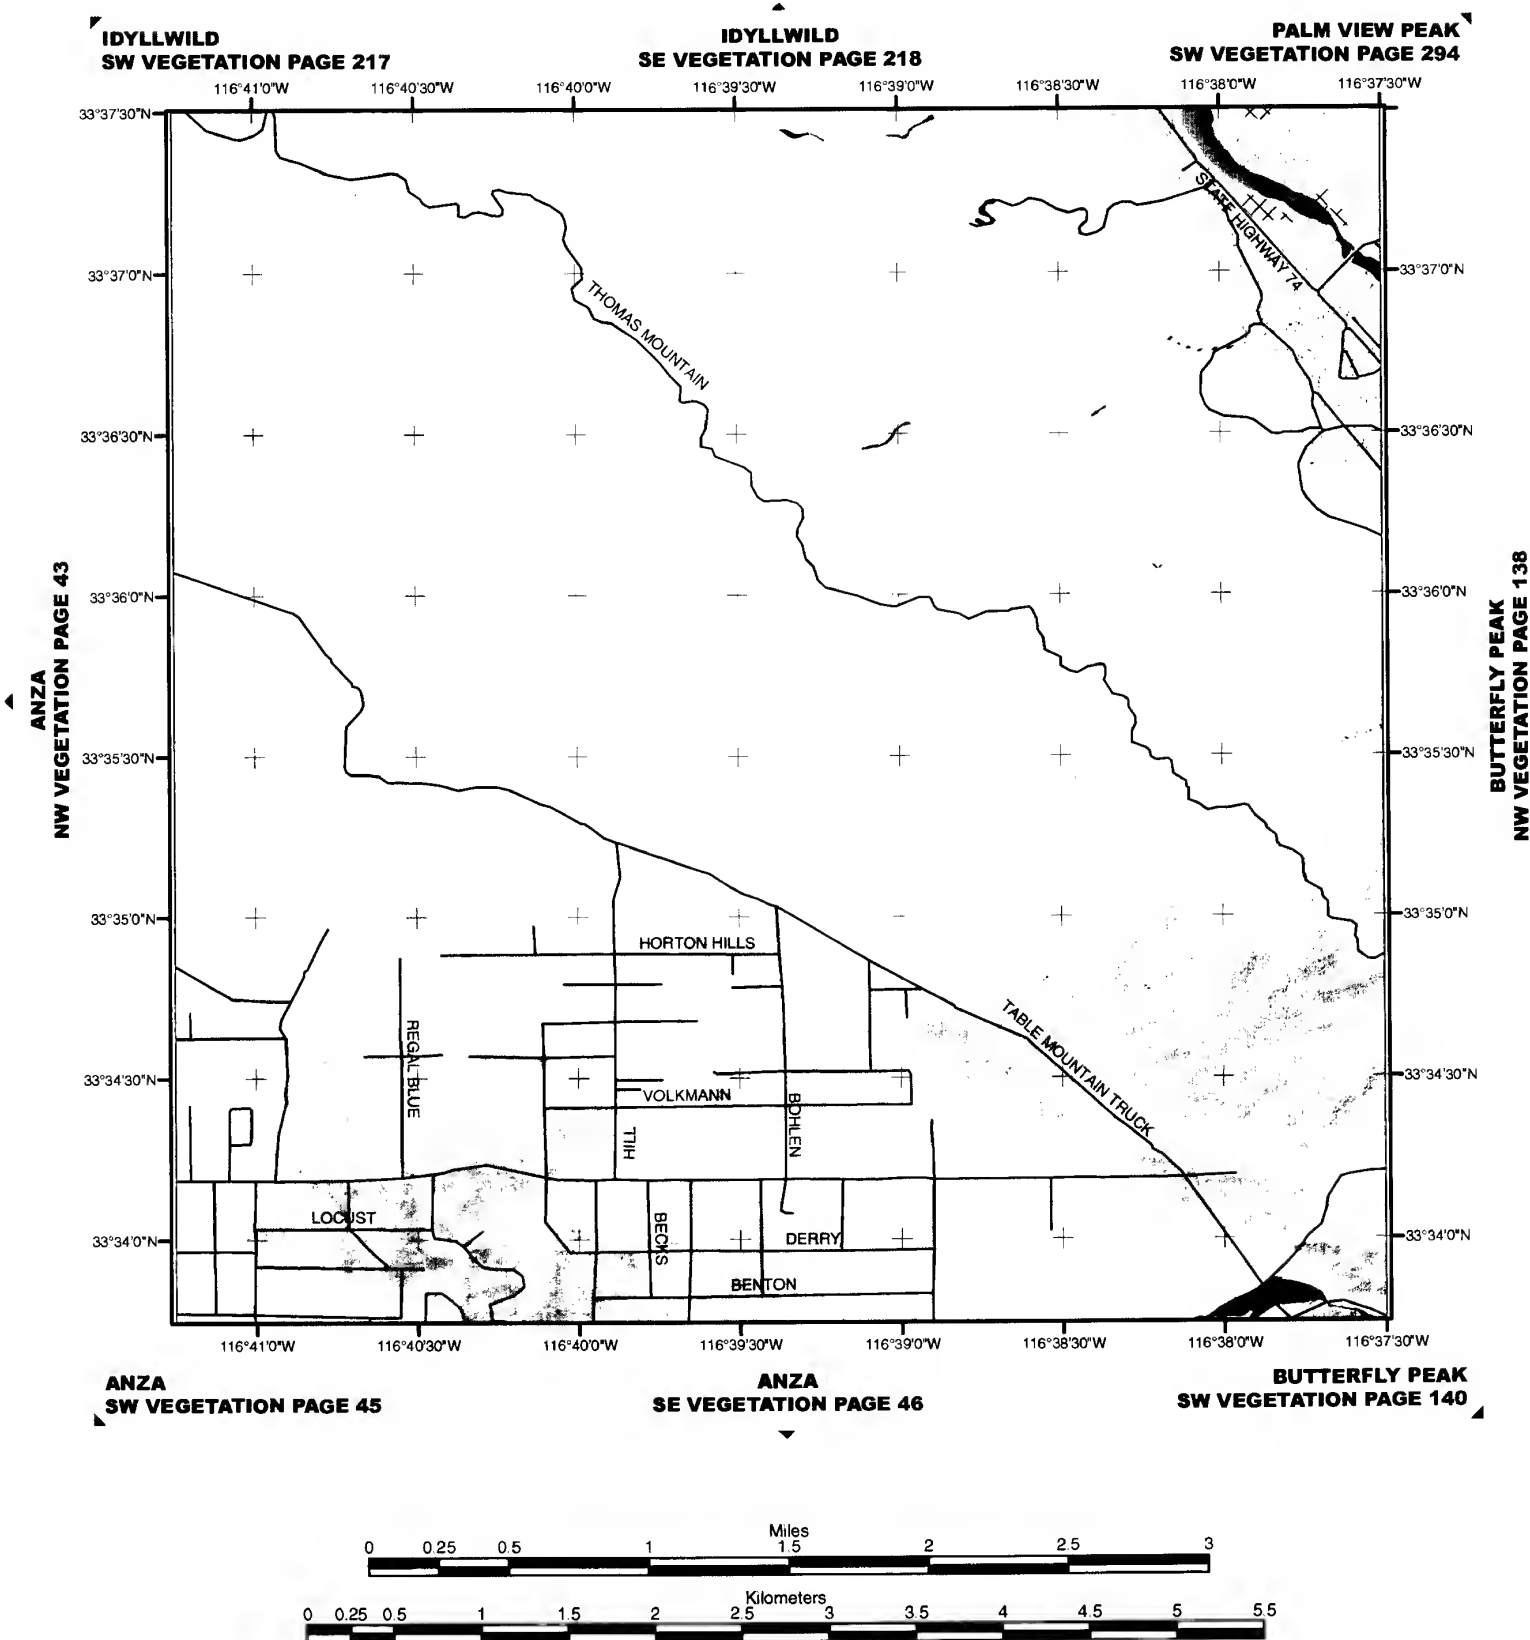 IDYLLWILD
SW VEGETATION PAGE 217
IDYLLWILD
SE VEGETATION PAGE 218
PALM VIEW PEAK
SW VEGETATION PAGE 294
116°41'0"W
116°40'30"W
116°40'0"W
116°39'30"W
116°39'0"W
116°38'30"W
116°38'0"W
116°37'30"W
33°37'30"N
STATE HIGHWAY 74
33°37'0"N
33°37'0"N
THOMAS MOUNTAIN
33°36'30"N
33°36'30"N
ANZA
NW VEGETATION PAGE 43
BUTTERFLY PEAK
NW VEGETATION PAGE 138
33°36'0"N
33°36'0"N
33°35'30"N
33°35'30"N
33°35'0"N
33°35'0"N
HORTON HILLS
TABLE MOUNTAIN TRUCK
REGAL BLUE
33°34'30"N
33°34'30"N
VOLKMANN
BOHLEN
HILL
LOCUST
BECKS
DERRY
33°34'0"N
33°34'0"N
BENTON
116°41'0"W
116°40'30"W
116°40'0"W
116°39'30"W
116°39'0"W
116°38'30"W
116°38'0"W
116°37'30"W
ANZA
SW VEGETATION PAGE 45
ANZA
SE VEGETATION PAGE 46
BUTTERFLY PEAK
SW VEGETATION PAGE 140
Miles
0 0.25 0.5 1 1.5 2 2.5 3
Kilometers
0 0.25 0.5 1 1.5 2 2.5 3 3.5 4 4.5 5 5.5